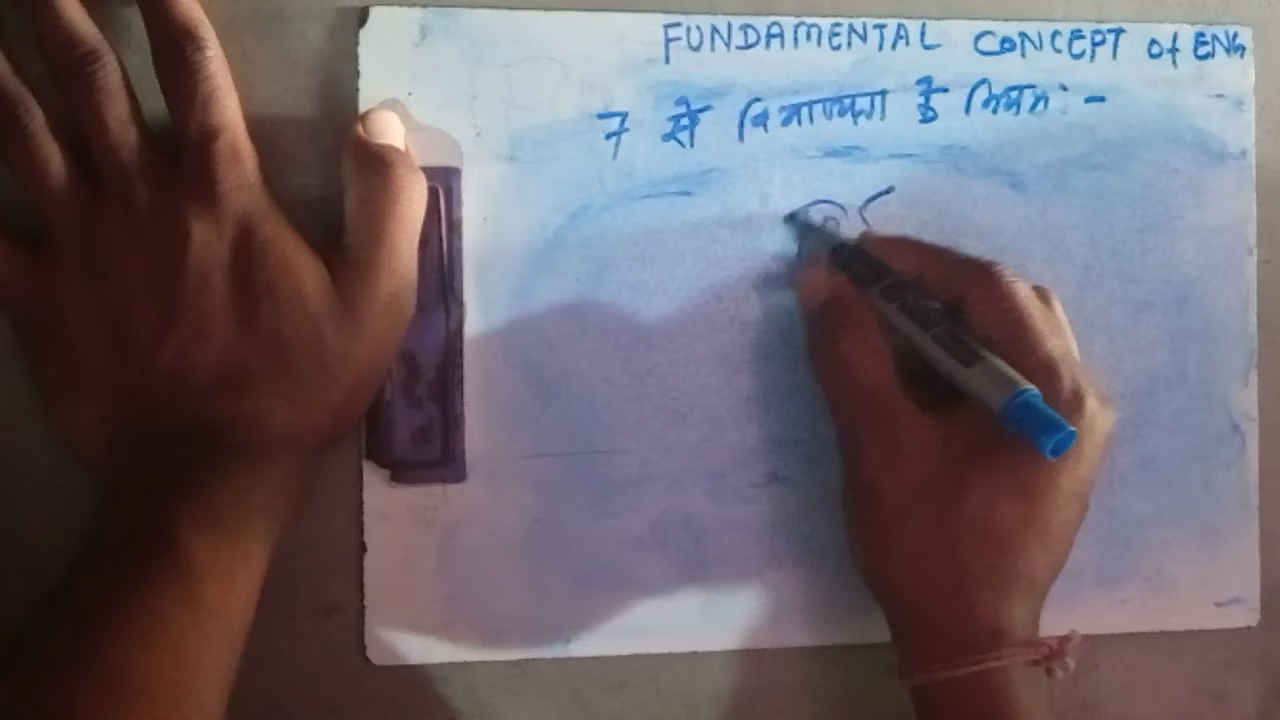 FUNDAMENTAL CONCEPT Of ENG
7 से विभाज्यता के नियम : -